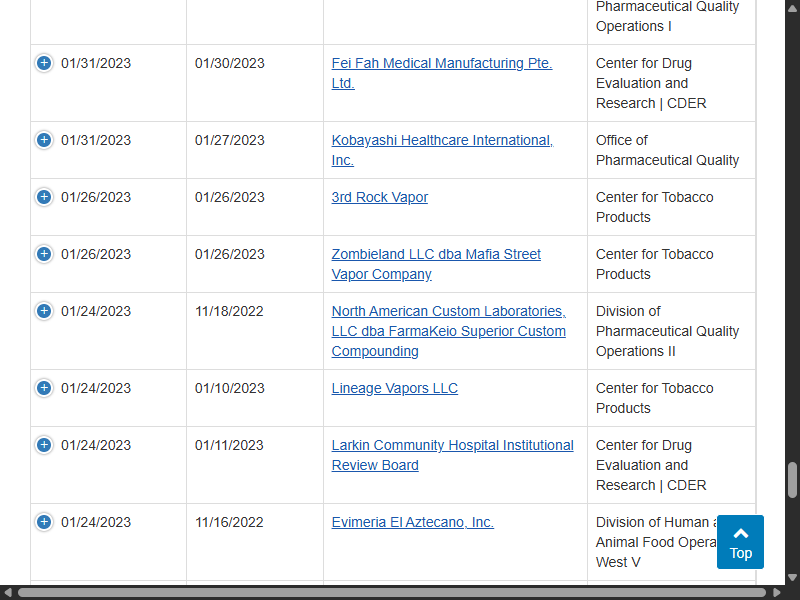 Pharmaceutical Quality
Operations I
01/31/2023 01/30/2023 Fei Fah Medical Manufacturing Pte. Center for Drug
Ltd. Evaluation and
Research | CDER
01/31/2023 01/27/2023 Kobayashi Healthcare International, Office of
Inc. Pharmaceutical Quality
01/26/2023 01/26/2023 3rd Rock Vapor Center for Tobacco
Products
01/26/2023 01/26/2023 Zombieland LLC dba Mafia Street Center for Tobacco
Vapor Company Products
01/24/2023 11/18/2022 North American Custom Laboratories, Division of
LLC dba FarmaKeio Superior Custom Pharmaceutical Quality
Compounding Operations II
01/24/2023 01/10/2023 Lineage Vapors LLC Center for Tobacco
Products
01/24/2023 01/11/2023 Larkin Community Hospital Institutional Center for Drug
Review Board Evaluation and
Research | CDER
01/24/2023 11/16/2022 Evimeria El Aztecano, Inc. Division of Human
Animal Food
West V
Top